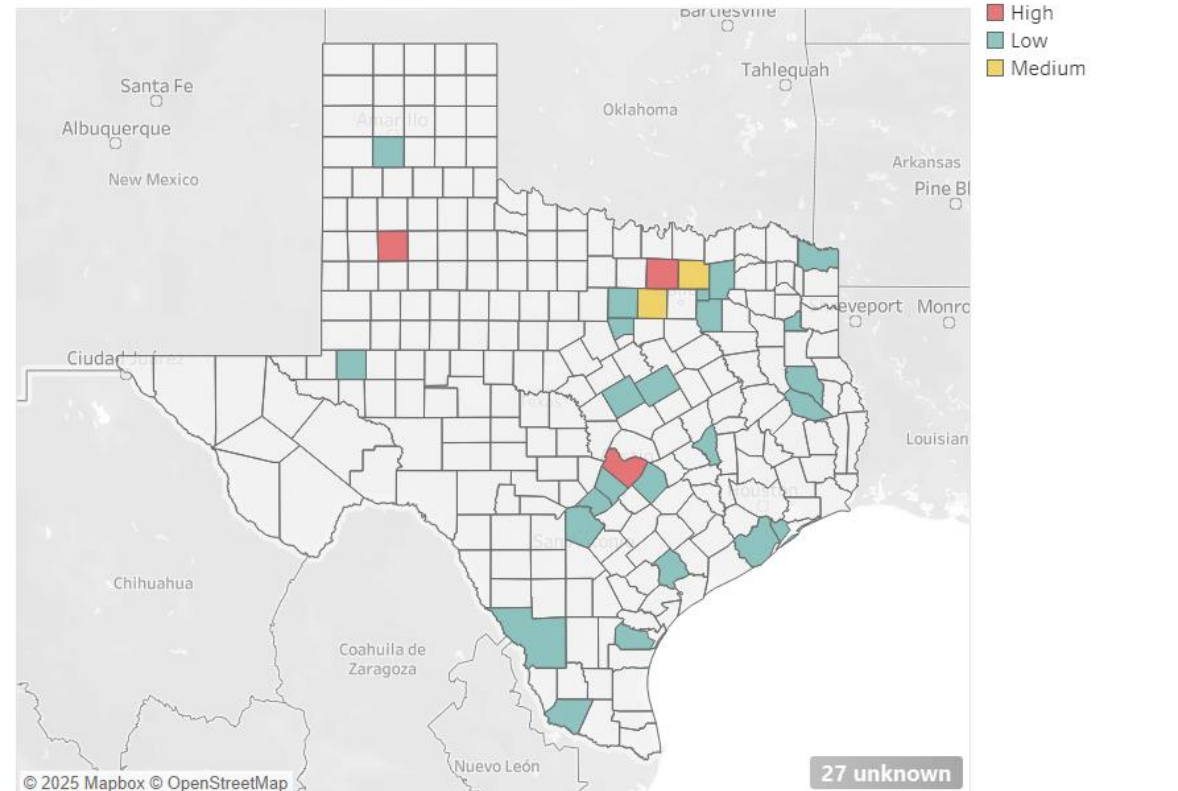 Bartlesville
High
Low
Medium
Tahlequah
Santa Fe
Oklahoma
Amarillo
Albuquerque
Arkansas
New Mexico
Pine Bl
eveport
Monro
Ciudad Juárez
Louisian
Houston
San Antonio
Chihuahua
Coahuila de
Zaragoza
Nuevo León
27 unknown
© 2025 Mapbox © OpenStreetMap